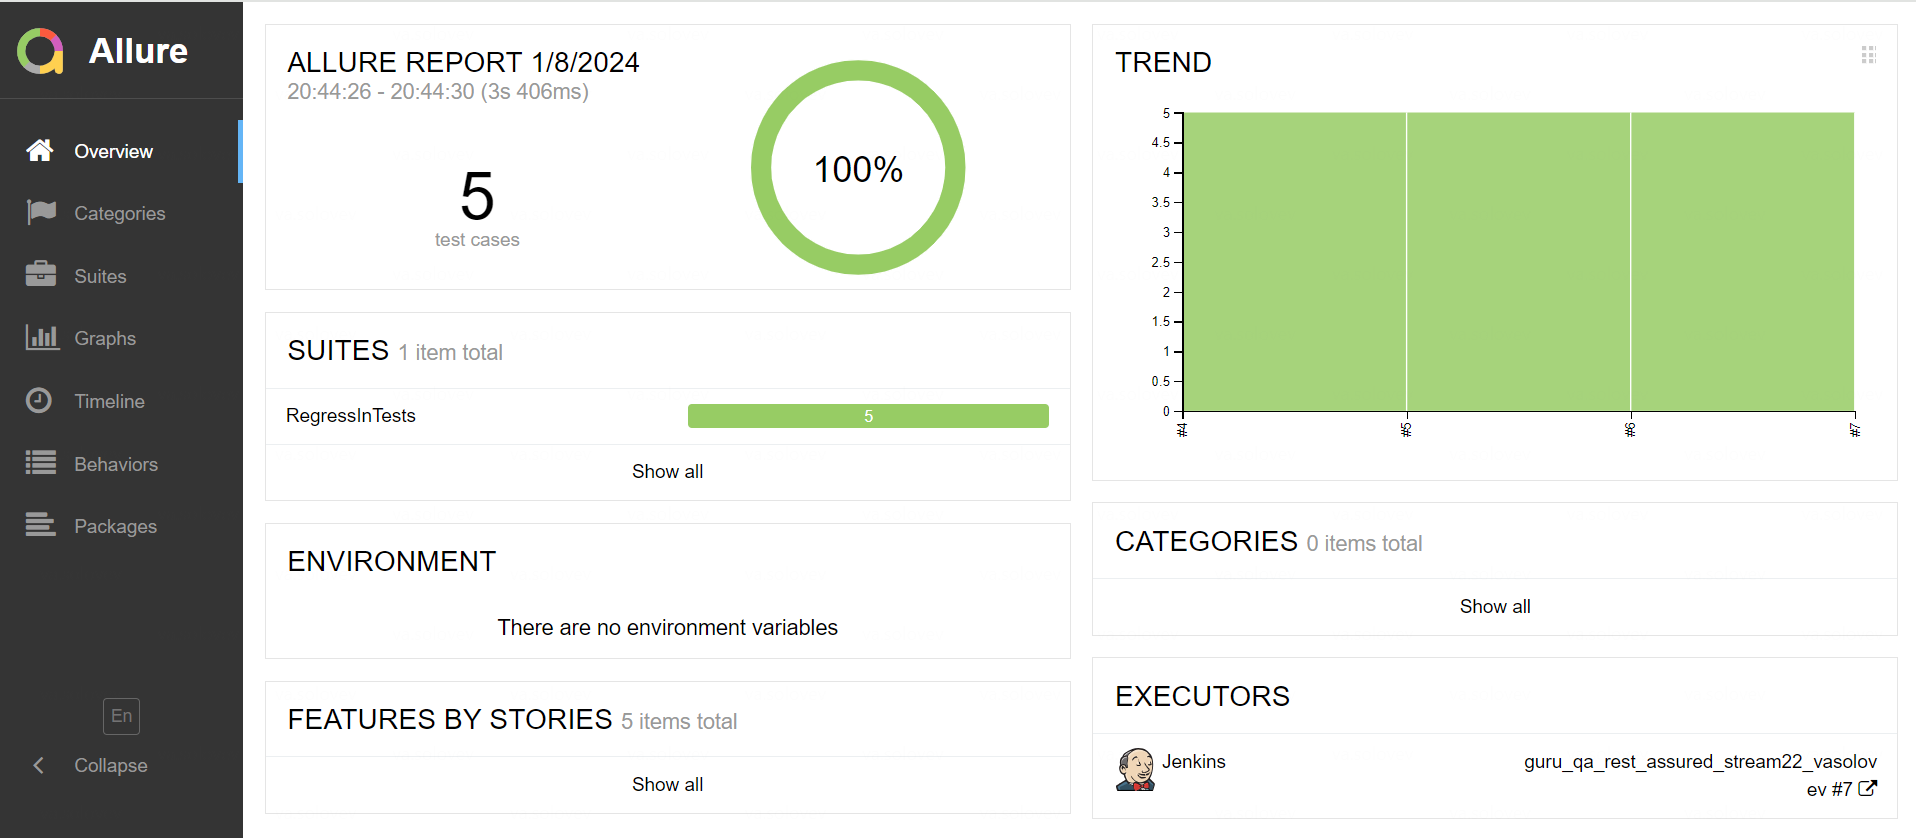 Allure
Overview
Categories
Suites
Graphs
Timeline
Behaviors
Packages
En
Collapse
ALLURE REPORT 1/8/2024
20:44:26 - 20:44:30 (3s 406ms)
5
test cases
100%
SUITES 1 item total
RegressInTests 5
Show all
ENVIRONMENT
There are no environment variables
FEATURES BY STORIES 5 items total
Show all
TREND
5
4.5
4
3.5
3
2.5
2
1.5
1
0.5
0
#4 #5 #6 #7
CATEGORIES 0 items total
Show all
EXECUTORS
Jenkins guru_qa_rest_assured_stream22_vasolov
ev #7